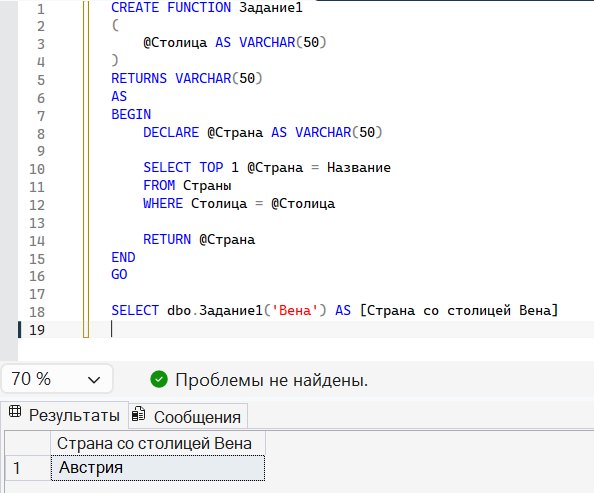 1 CREATE FUNCTION Задание1
2 (
3 @Столица AS VARCHAR(50)
4 )
5 RETURNS VARCHAR(50)
6 AS
7 BEGIN
8 DECLARE @Страна AS VARCHAR(50)
9
10 SELECT TOP 1 @Страна = Название
11 FROM Страны
12 WHERE Столица = @Столица
13
14 RETURN @Страна
15 END
16 GO
17
18 SELECT dbo.Задание1('Вена') AS [Страна со столицей Вена]
19
70 % Проблемы не найдены.
Результаты Сообщения
Страна со столицей Вена
1 Австрия